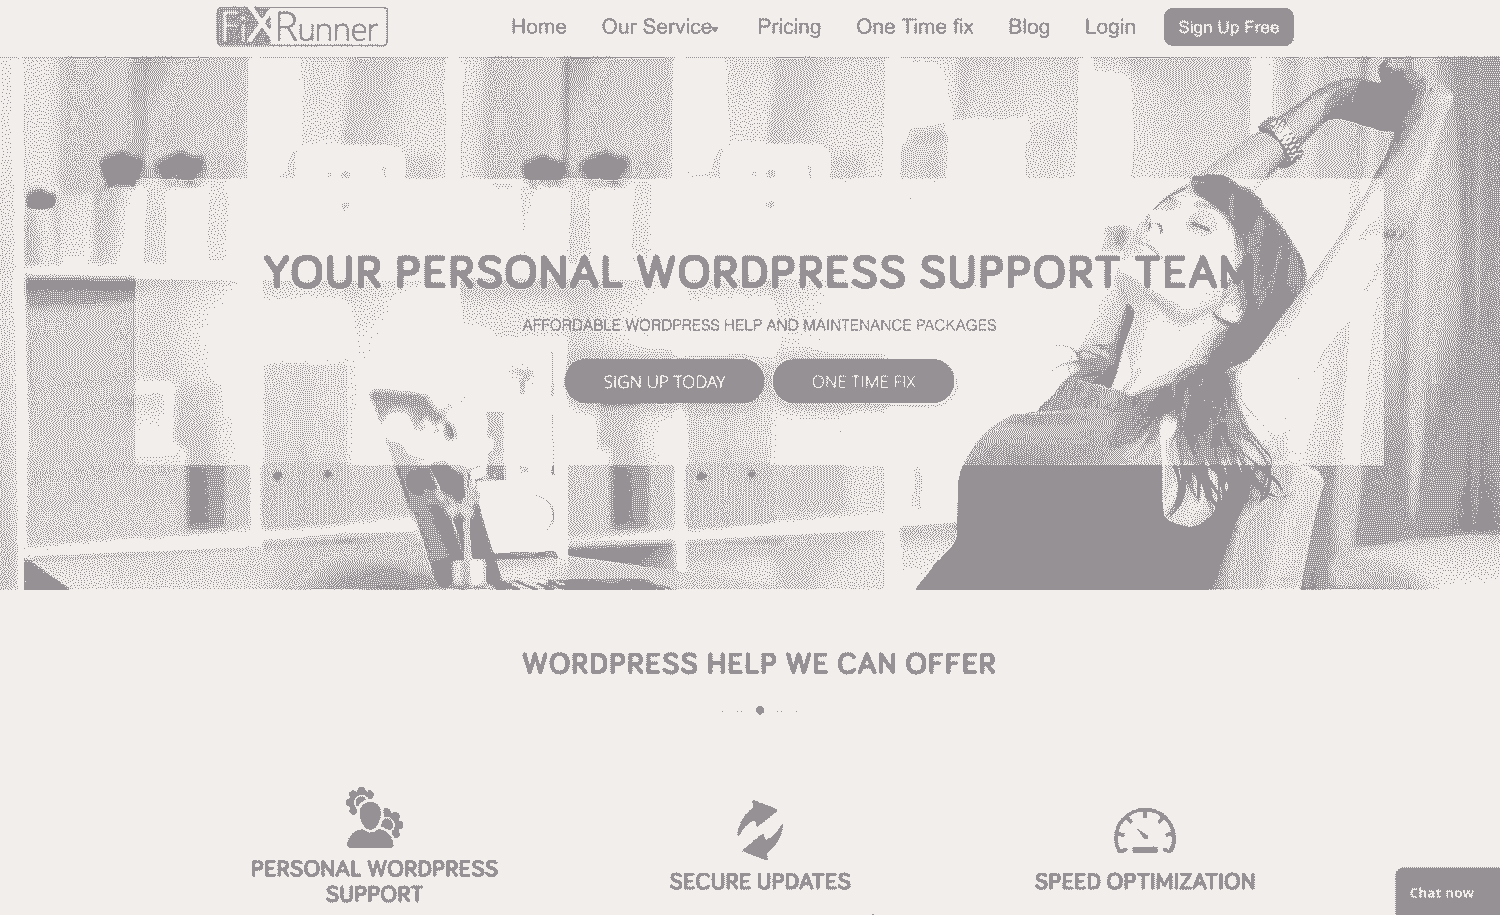 FiXRunner
Home Our Service Pricing One Time fix Blog Login Sign Up Free
YOUR PERSONAL WORDPRESS SUPPORT TEAM
AFFORDABLE WORDPRESS HELP AND MAINTENANCE PACKAGES
SIGN UP TODAY ONE TIME FIX
WORDPRESS HELP WE CAN OFFER
PERSONAL WORDPRESS
SUPPORT
SECURE UPDATES
SPEED OPTIMIZATION
Chat now